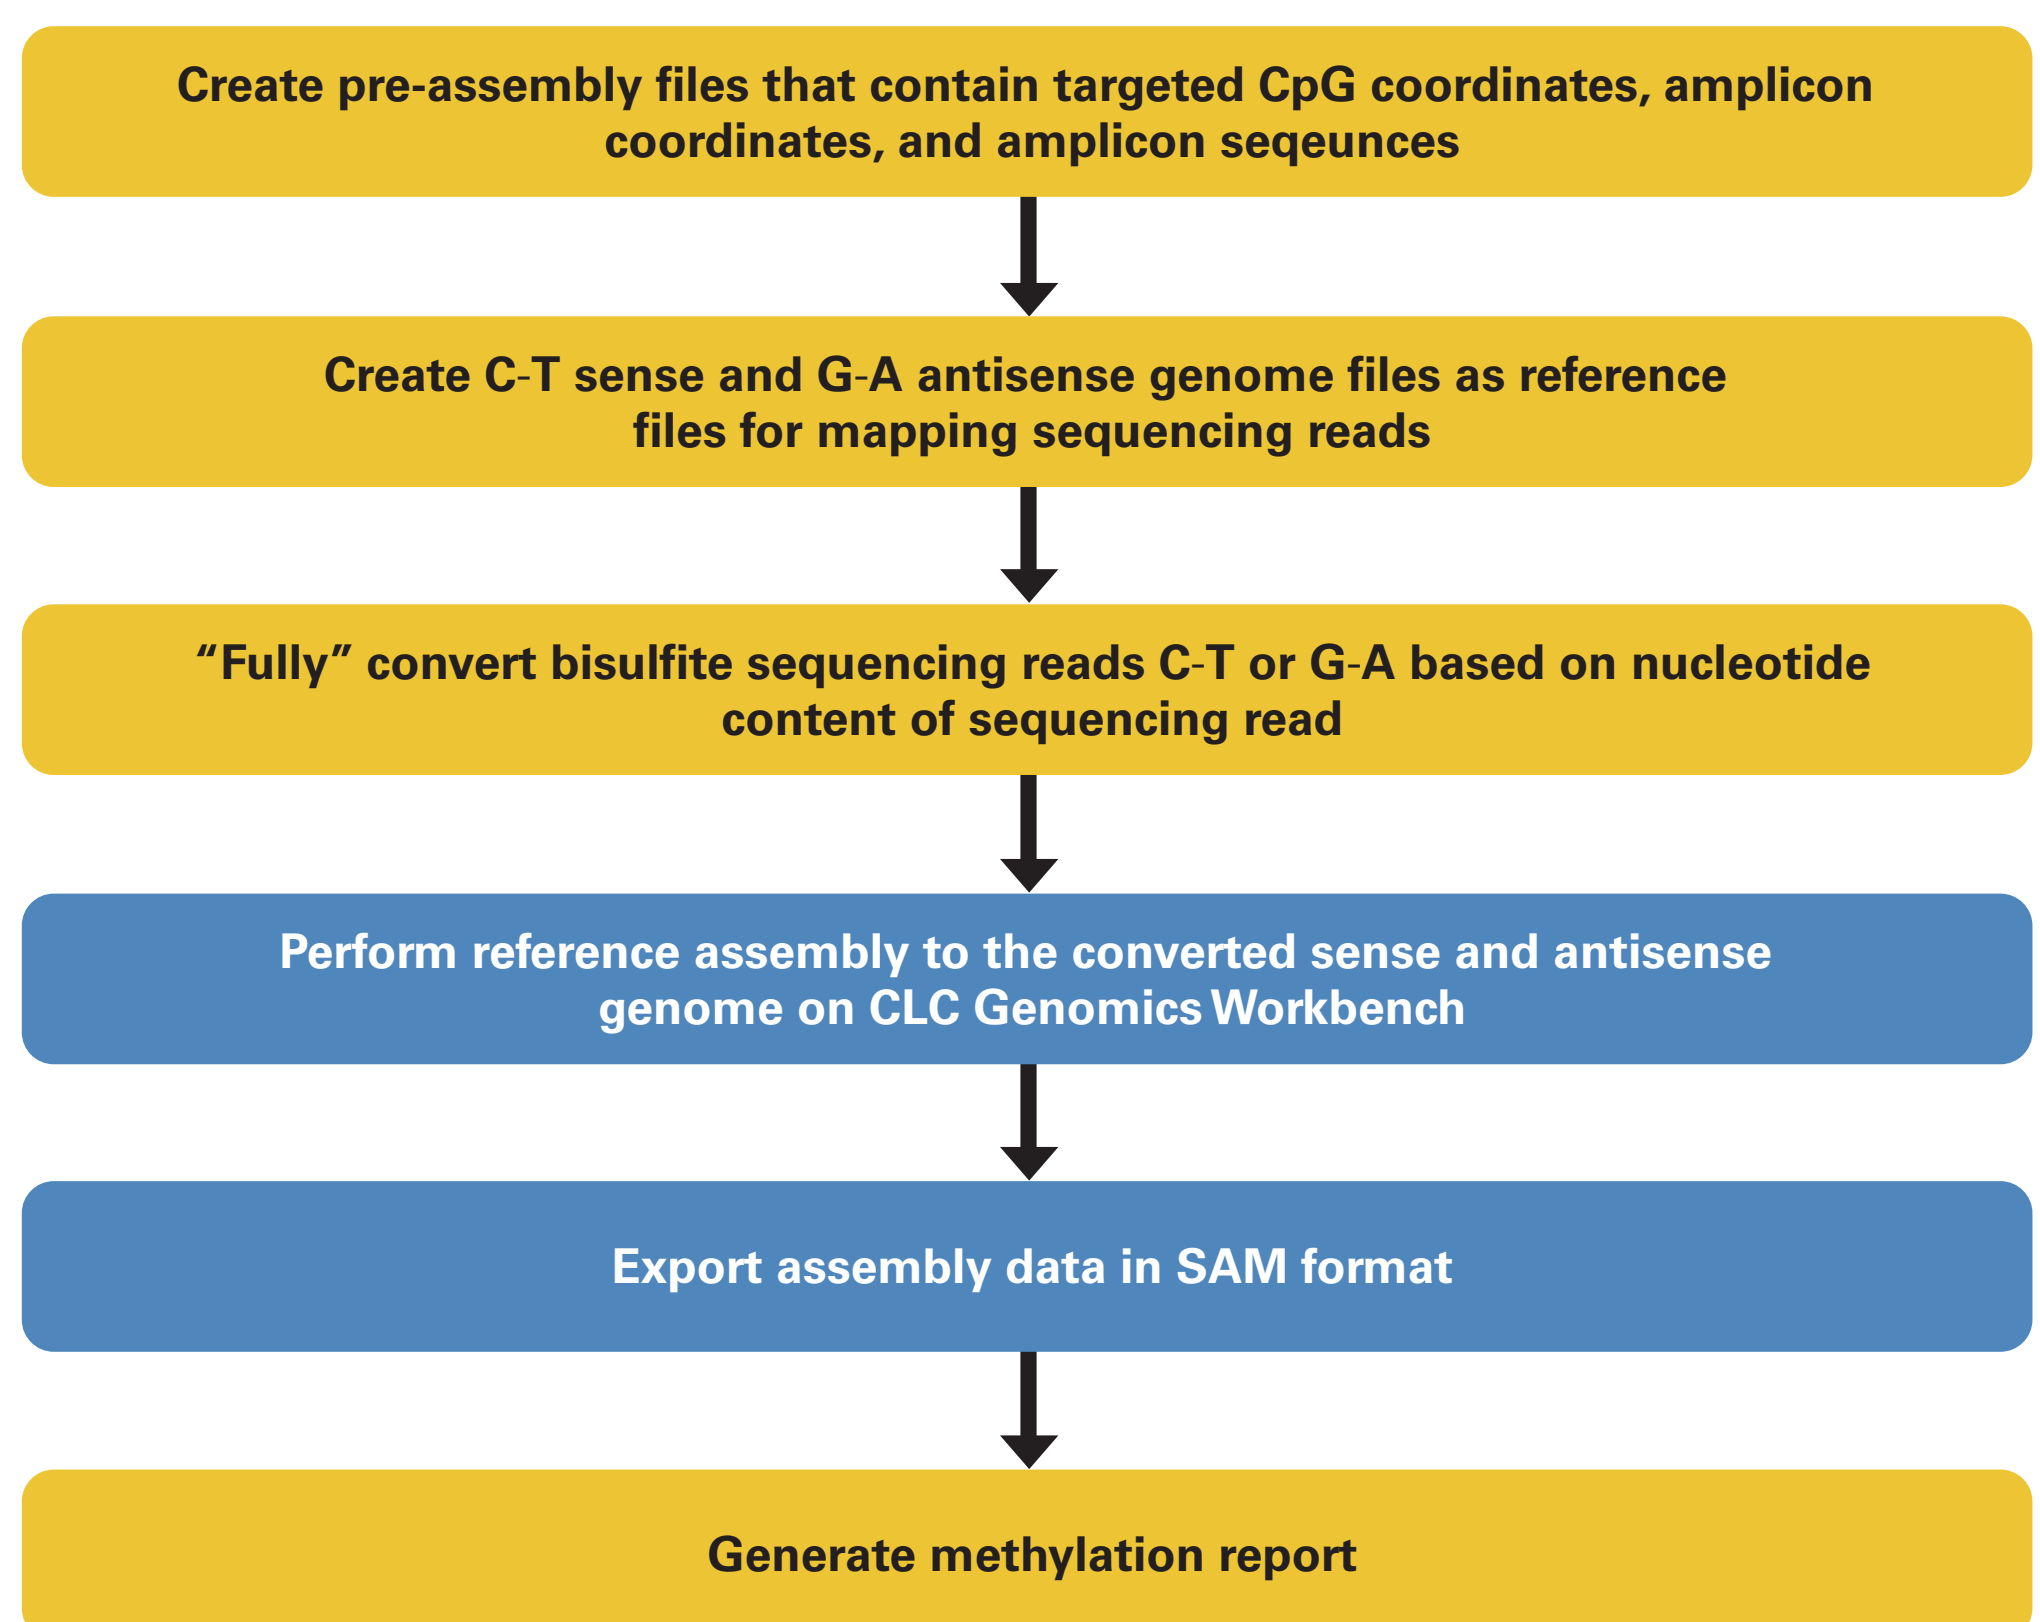 Create pre-assembly files that contain targeted CpG coordinates, amplicon
coordinates, and amplicon seqeunces
Create C-T sense and G-A antisense genome files as reference
files for mapping sequencing reads
“Fully” convert bisulfite sequencing reads C-T or G-A based on nucleotide
content of sequencing read
Perform reference assembly to the converted sense and antisense
genome on CLC Genomics Workbench
Export assembly data in SAM format
Generate methylation report